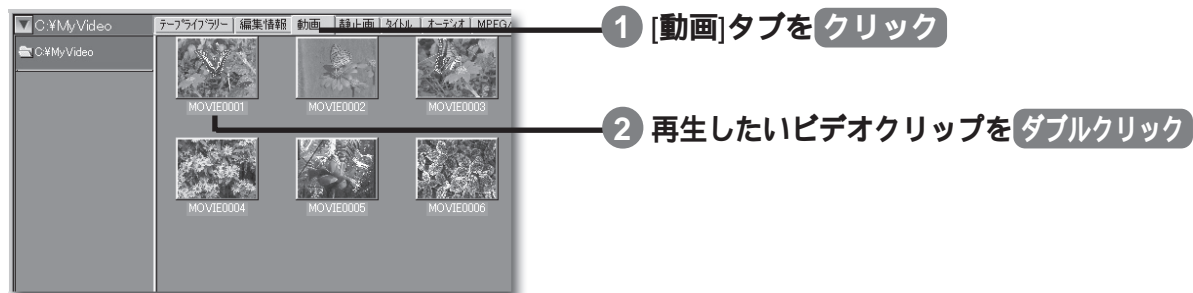 C:¥MyVideo
テープライブラリー 編集情報 動画 静止画 タイトル オーディオ MPEG
C:¥MyVideo
MOVIE0001 MOVIE0002 MOVIE0003
MOVIE0004 MOVIE0005 MOVIE0006
1 [動画]タブを クリック
2 再生したいビデオクリップを ダブルクリック